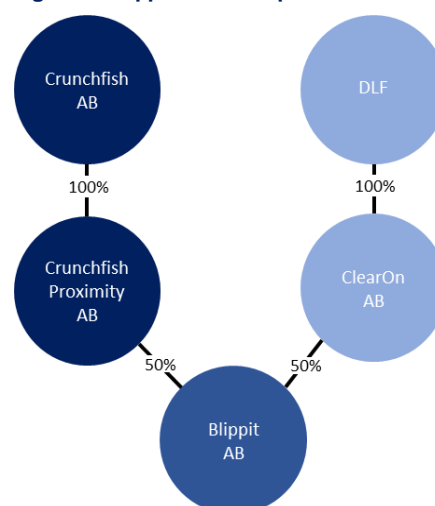 Crunchfish
AB
DLF
100%
100%
Crunchfish
Proximity
AB
ClearOn
AB
50%
50%
Blippit
AB